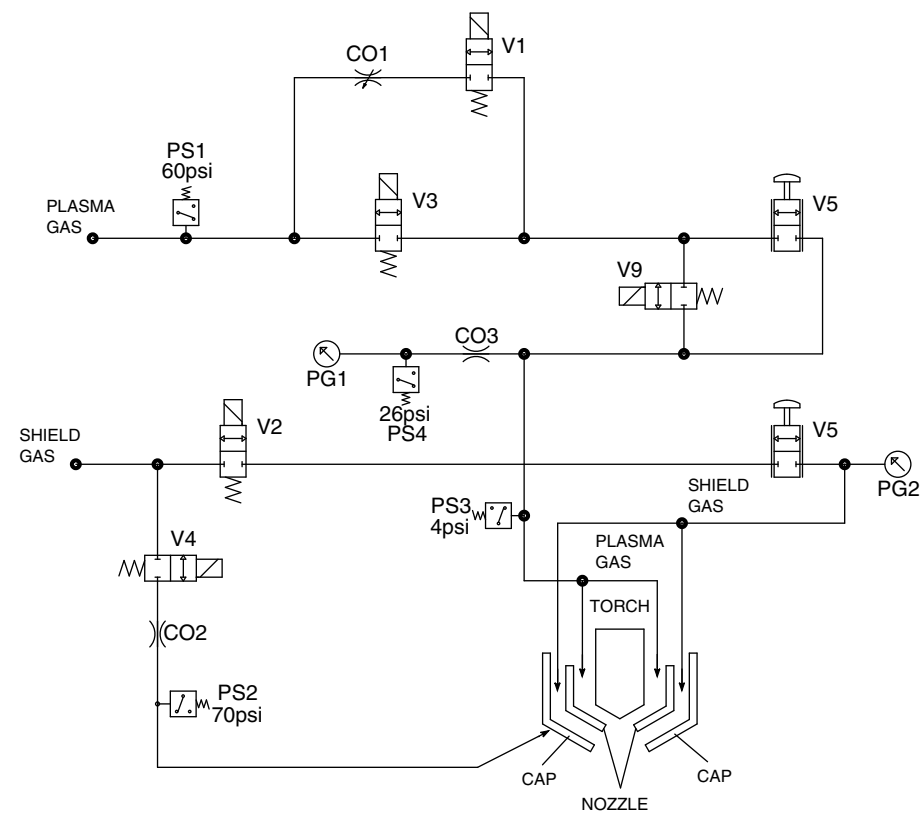 V1
CO1
PS1
60psi
V3
V5
PLASMA
GAS
V9
CO3
PG1
26psi
PS4
V2
V5
SHIELD
GAS
PG2
SHIELD
GAS
PS3
4psi
PLASMA
GAS
V4
TORCH
CO2
PS2
70psi
CAP
CAP
NOZZLE